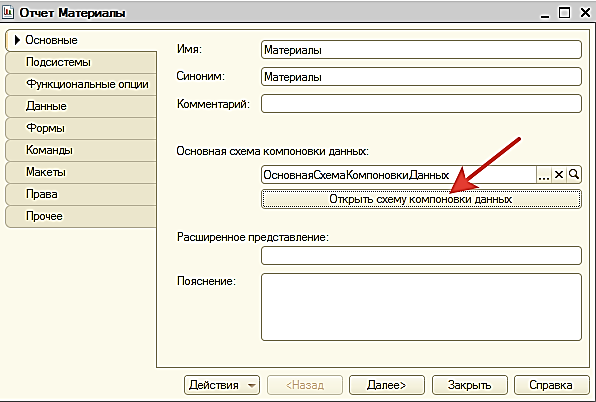 Отчет Материалы
Основные
Подсистемы
Функциональные опции
Данные
Формы
Команды
Макеты
Права
Прочее
Имя: Материалы
Синоним: Материалы
Комментарий:
Основная схема компоновки данных:
ОсновнаяСхемаКомпоновкиДанных ...
Открыть схему компоновки данных
Расширенное представление:
Пояснение:
Действия <Назад Далее> Закрыть Справка